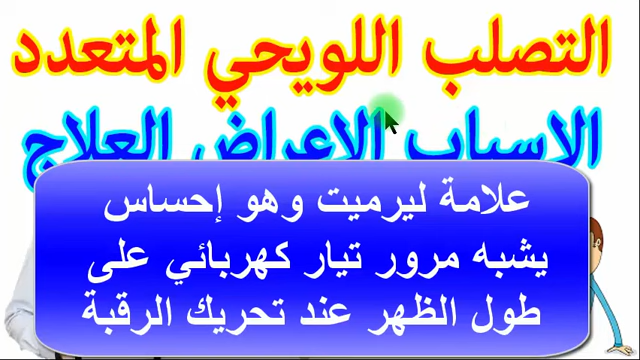 التصلب اللويحي المتعدد
الاسباب الاعراض العلاج
علامة ليرميت وهو إحساس
يشبه مرور تيار كهربائي على
طول الظهر عند تحريك الرقبة